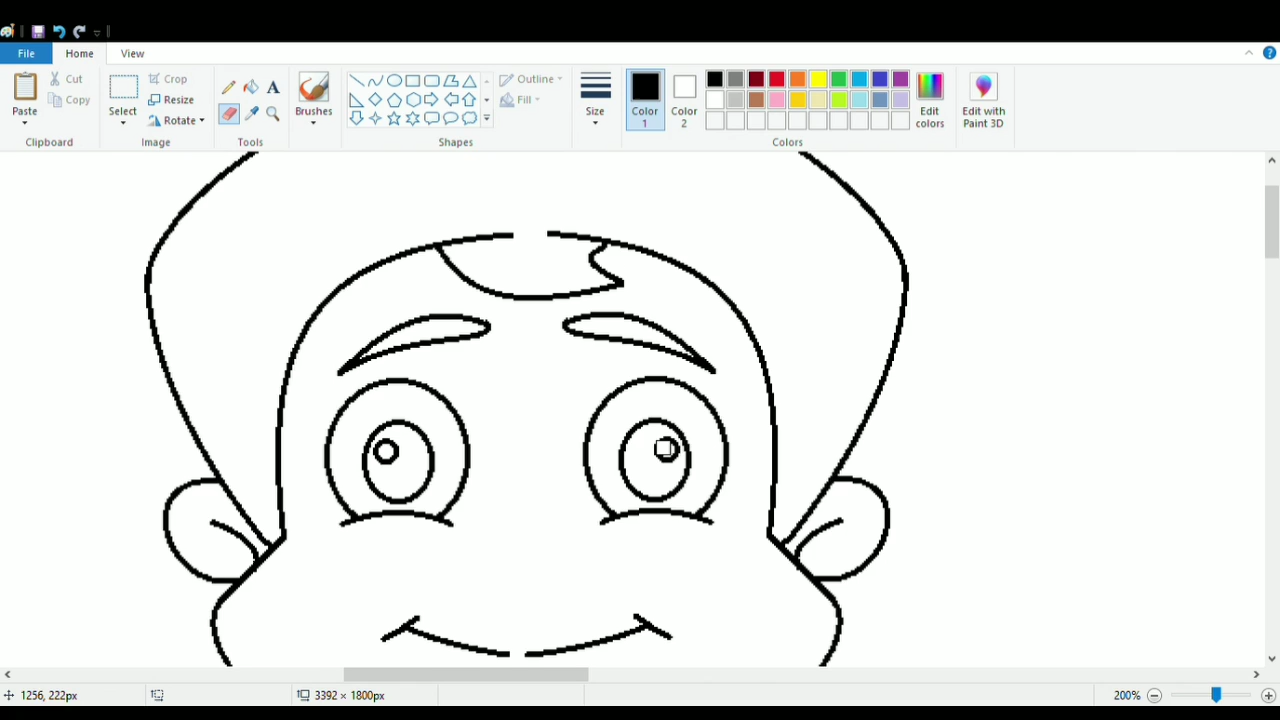 File Home View
Paste
Cut
Copy
Clipboard
Select
Crop
Resize
Rotate
Image
Tools
Brushes
Shapes
Outline
Fill
Size
Color 1
Color 2
Colors
Edit colors
Edit with Paint 3D
1256, 222px
3392 × 1800px
200%